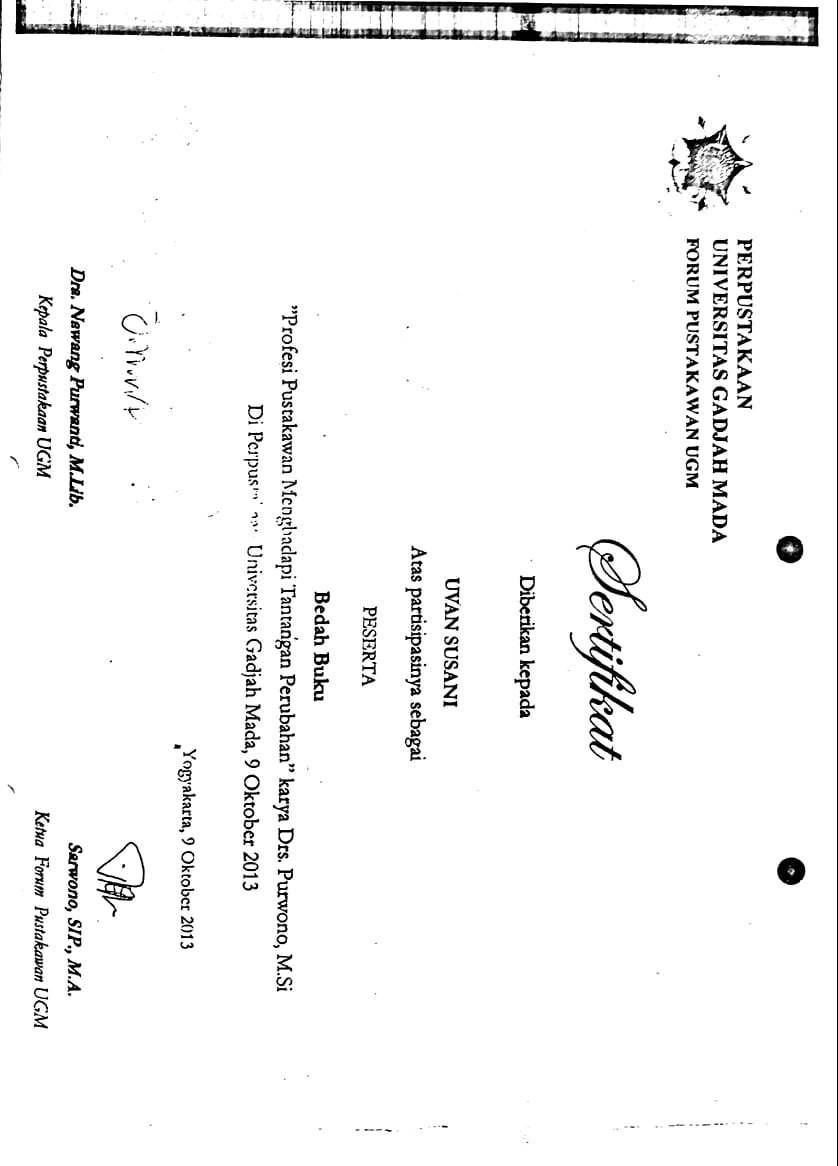 PERPUSTAKAAN
UNIVERSITAS GADJAH MADA
FORUM PUSTAKAWAN UGM
Sertifikat
Diberikan kepada
UVAN SUSANI
Atas partisipasinya sebagai
PESERTA
Bedah Buku
”Profesi Pustakawan Menghadapi Tantangan Perubahan” karya Drs. Purwono, M.Si
Di Universitas Gadjah Mada, 9 Oktober 2013
Yogyakarta, 9 Oktober 2013
Dra. Nawang Purwanti, M.Lib.
Kepala Perpustakaan UGM
Sarwono, SIP., M.A.
Ketua Forum Pustakawan UGM